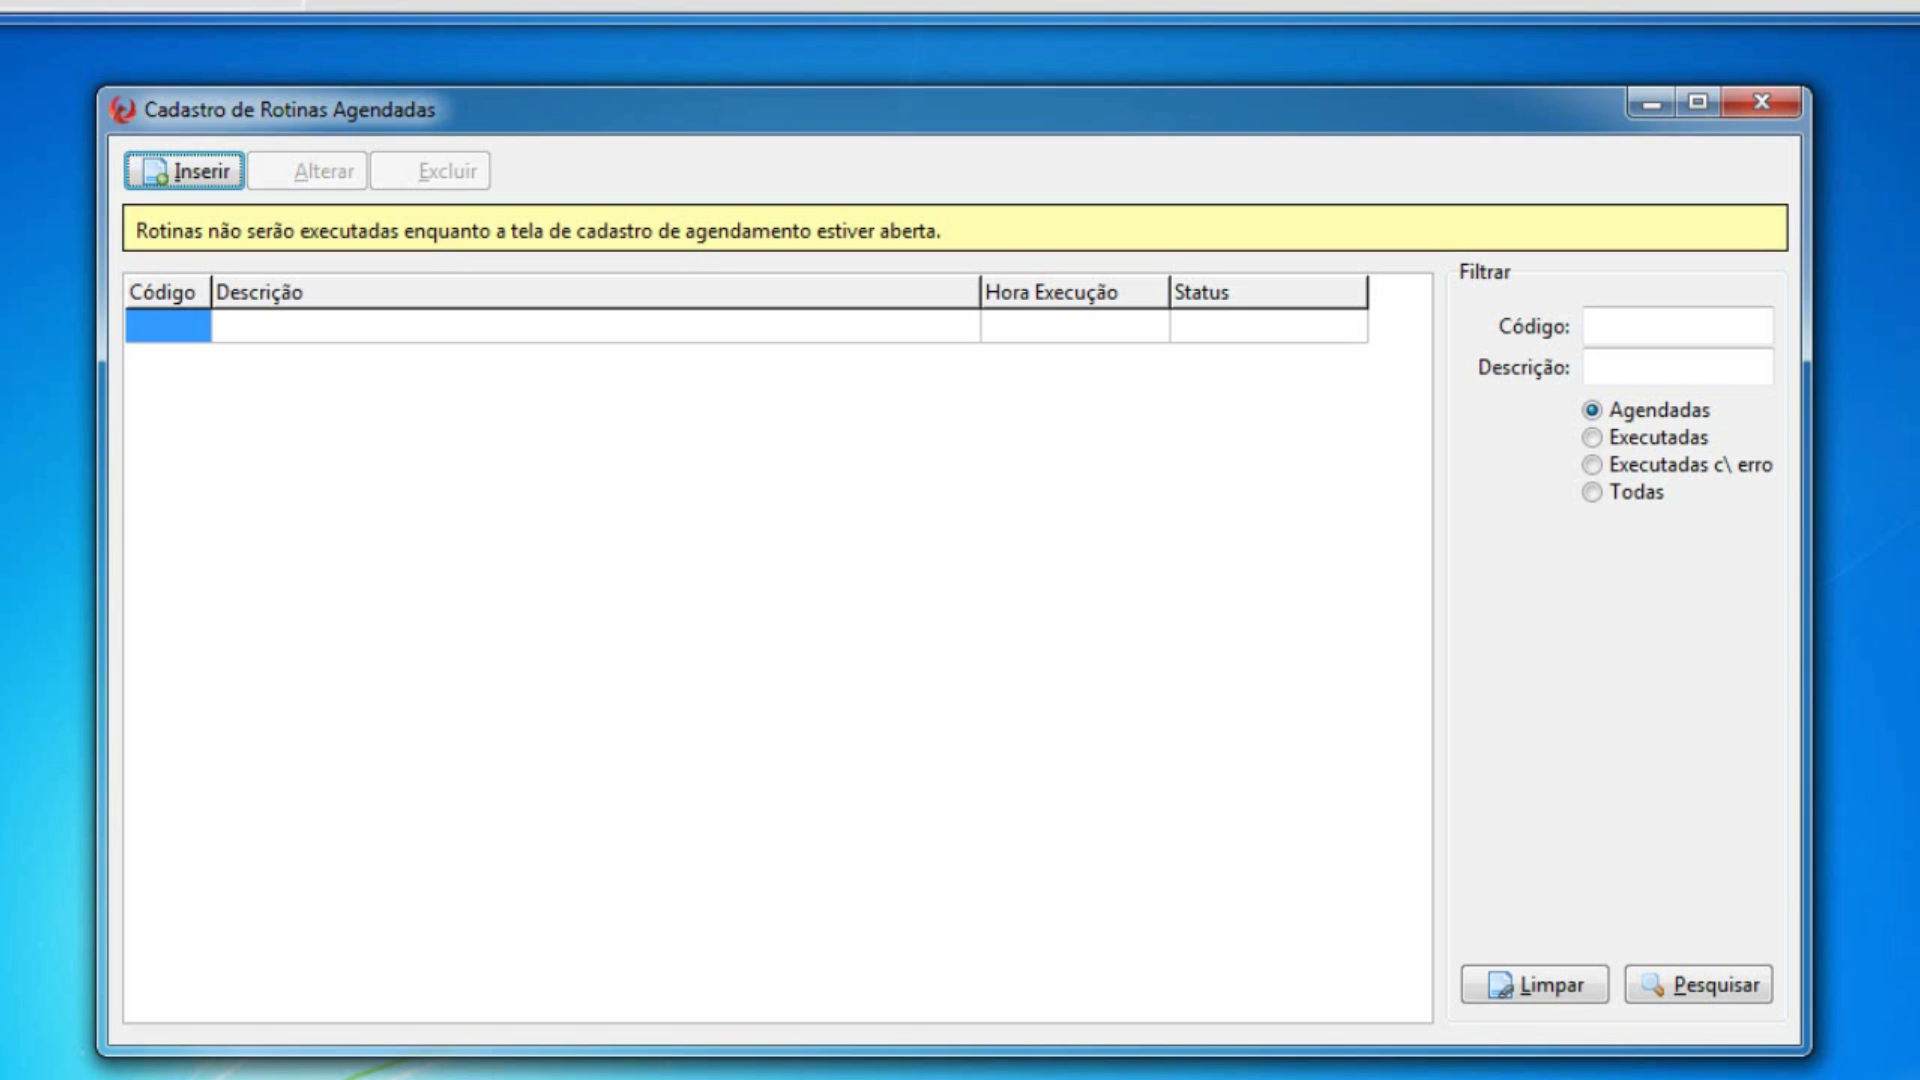 Cadastro de Rotinas Agendadas
Inserir Alterar Excluir
Rotinas não serão executadas enquanto a tela de cadastro de agendamento estiver aberta.
Código Descrição Hora Execução Status
Filtrar
Código:
Descrição:
Agendadas
Executadas
Executadas c\ erro
Todas
Limpar Pesquisar